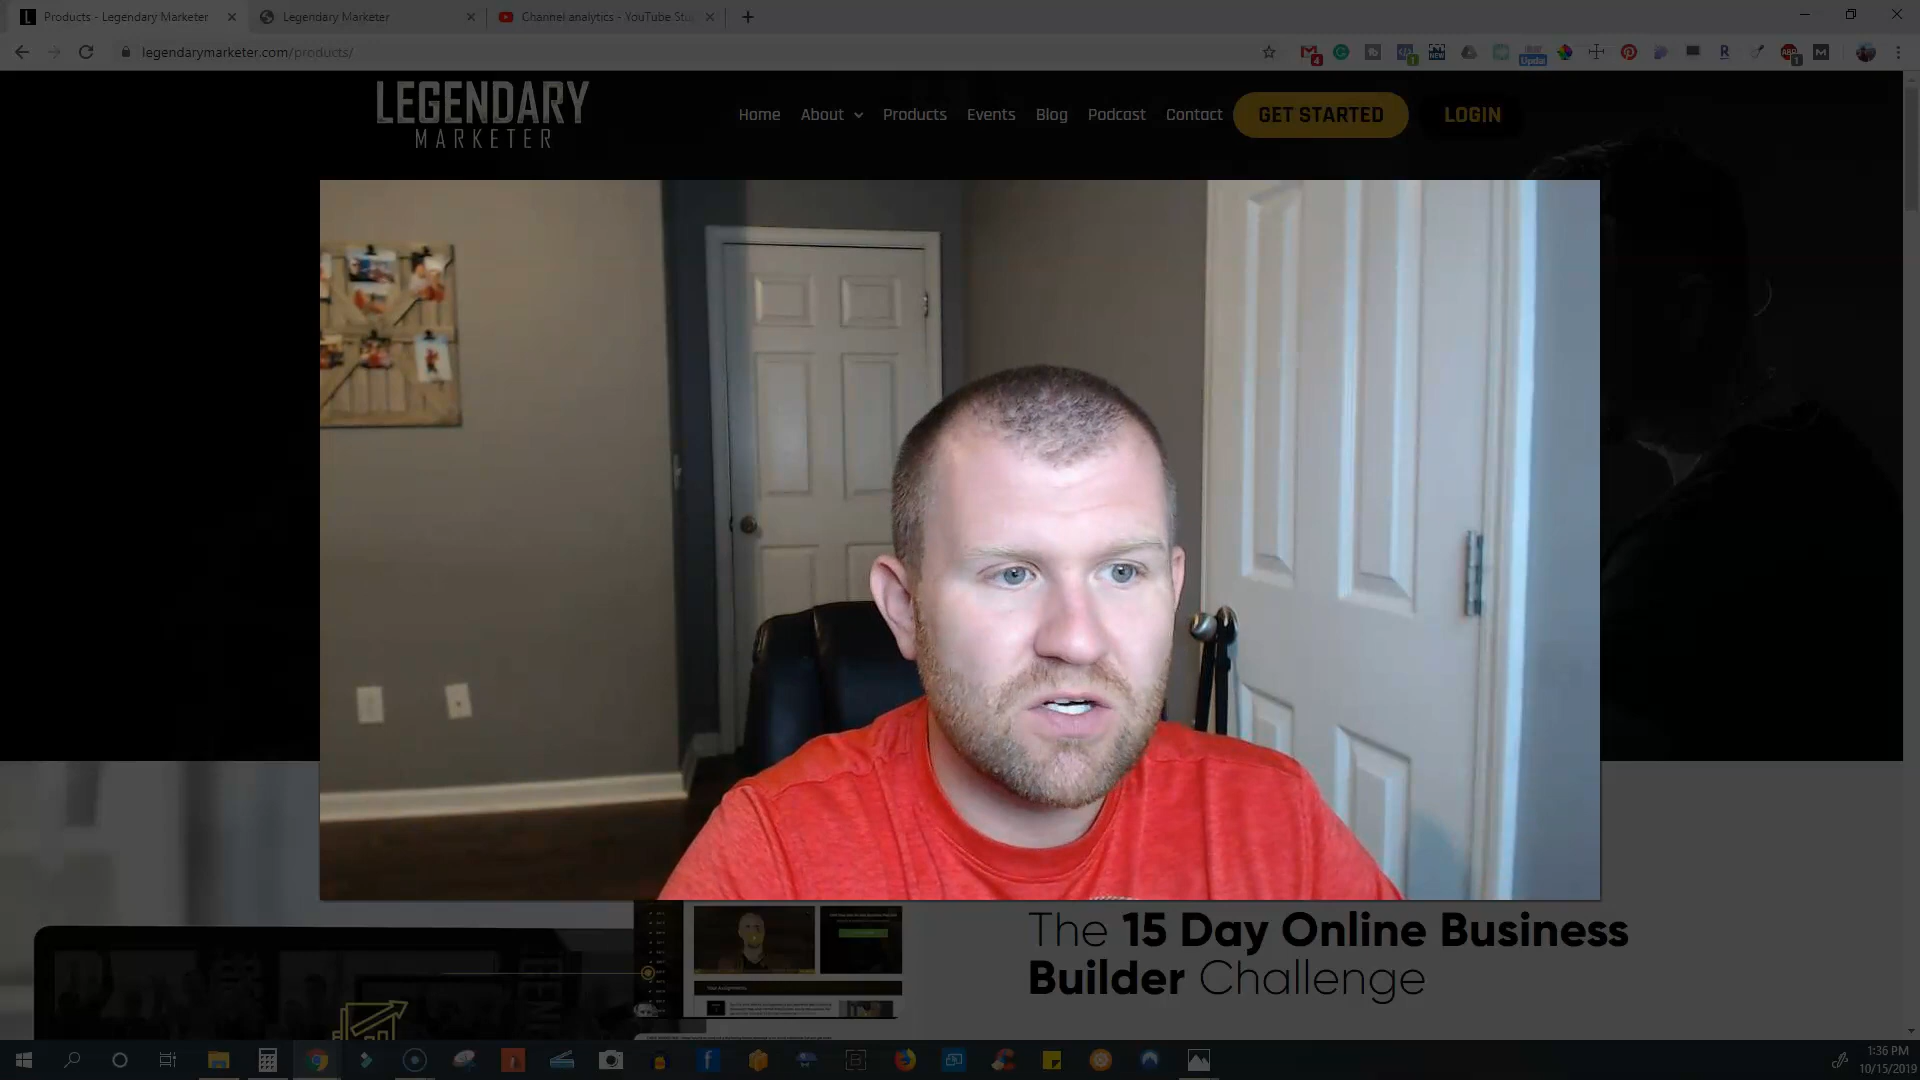 Products - Legendary Marketer
Legendary Marketer
Channel analytics - YouTube Stu
legendarymarketer.com/products/
LEGENDARY
MARKETER
Home
About
Products
Events
Blog
Podcast
Contact
GET STARTED
LOGIN
The 15 Day Online Business
Builder Challenge
1:36 PM
10/15/2019